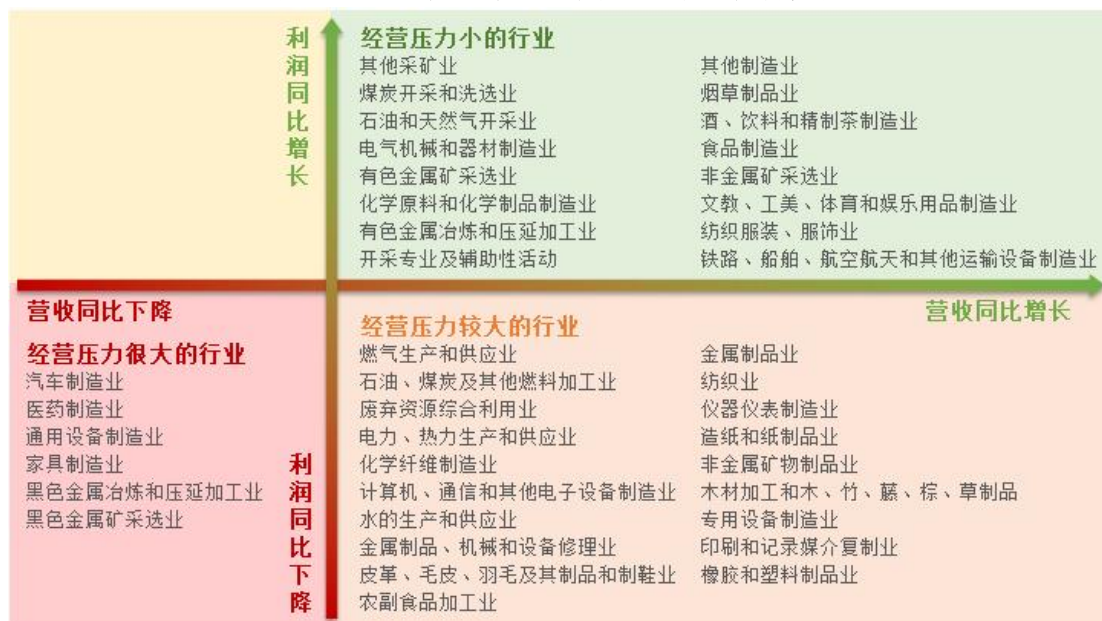 利润同比增长
经营压力小的行业
其他采矿业
煤炭开采和洗选业
石油和天然气开采业
电气机械和器材制造业
有色金属矿采选业
化学原料和化学制品制造业
有色金属冶炼和压延加工业
开采专业及辅助性活动
其他制造业
烟草制品业
酒、饮料和精制茶制造业
食品制造业
非金属矿采选业
文教、工美、体育和娱乐用品制造业
纺织服装、服饰业
铁路、船舶、航空航天和其他运输设备制造业
营收同比下降
经营压力很大的行业
汽车制造业
医药制造业
通用设备制造业
家具制造业
黑色金属冶炼和压延加工业
黑色金属矿采选业
利润同比下降
营收同比增长
经营压力较大的行业
燃气生产和供应业
石油、煤炭及其他燃料加工业
废弃资源综合利用业
电力、热力生产和供应业
化学纤维制造业
计算机、通信和其他电子设备制造业
水的生产和供应业
金属制品、机械和设备修理业
皮革、毛皮、羽毛及其制品和制鞋业
农副食品加工业
金属制品业
纺织业
仪器仪表制造业
造纸和纸制品业
非金属矿物制品业
木材加工和木、竹、藤、棕、草制品
专用设备制造业
印刷和记录媒介复制业
橡胶和塑料制品业